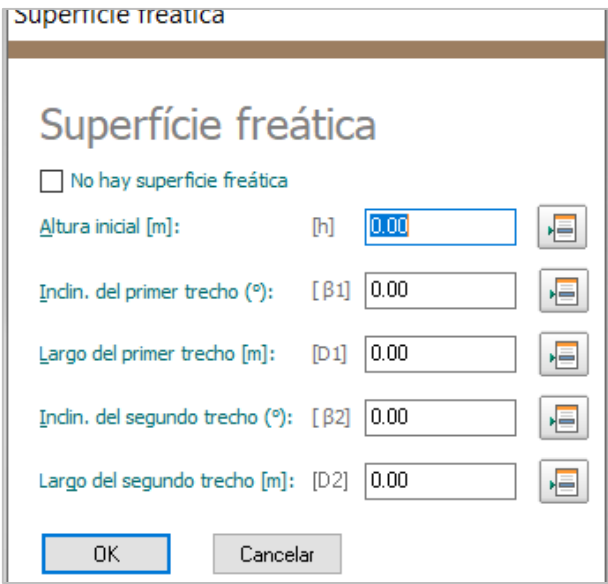 Superficie freática
Superfície freática
No hay superficie freática
Altura inicial [m]: [h] 0.00
Inclin. del primer trecho (º): [β1] 0.00
Largo del primer trecho [m]: [D1] 0.00
Inclin. del segundo trecho (º): [β2] 0.00
Largo del segundo trecho [m]: [D2] 0.00
OK Cancelar